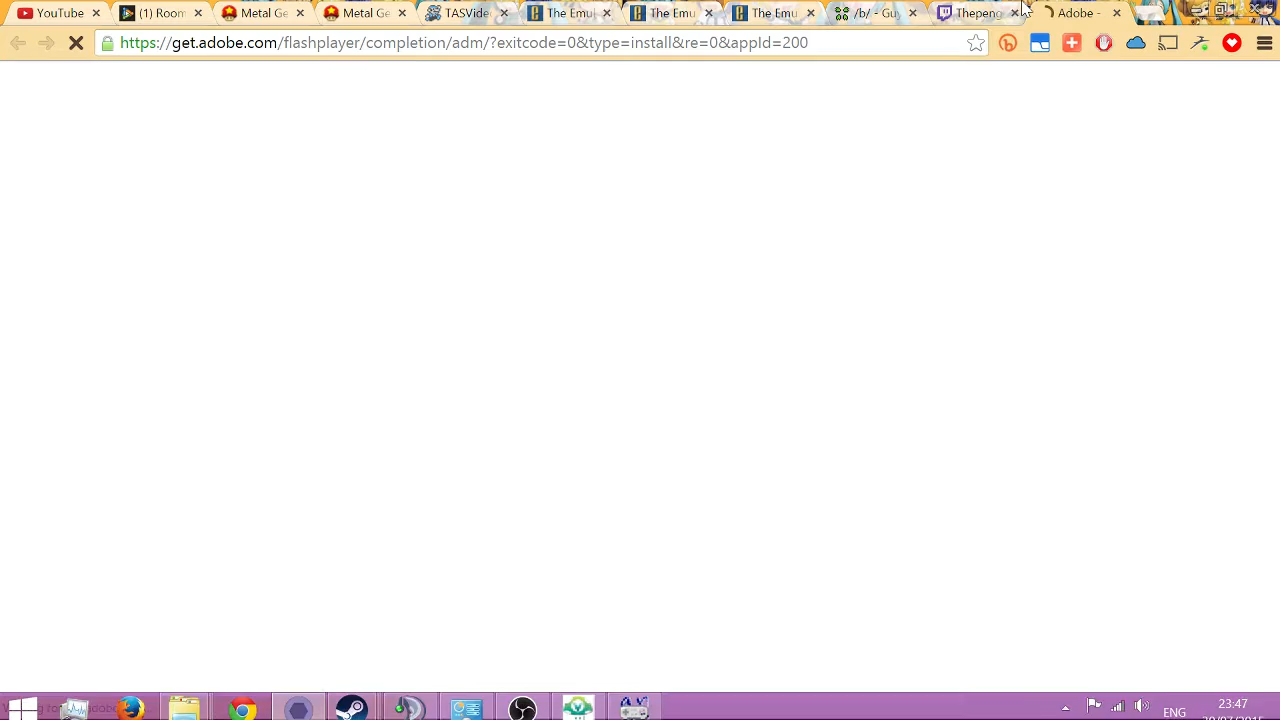 YouTube (1) Room Metal Ge Metal Ge TASVide The Emu The Emu The Emu /b/ - Guy Thepeng Adobe -
https://get.adobe.com/flashplayer/completion/adm/?exitcode=0&type=install&re=0&appId=200
23:47
ENG